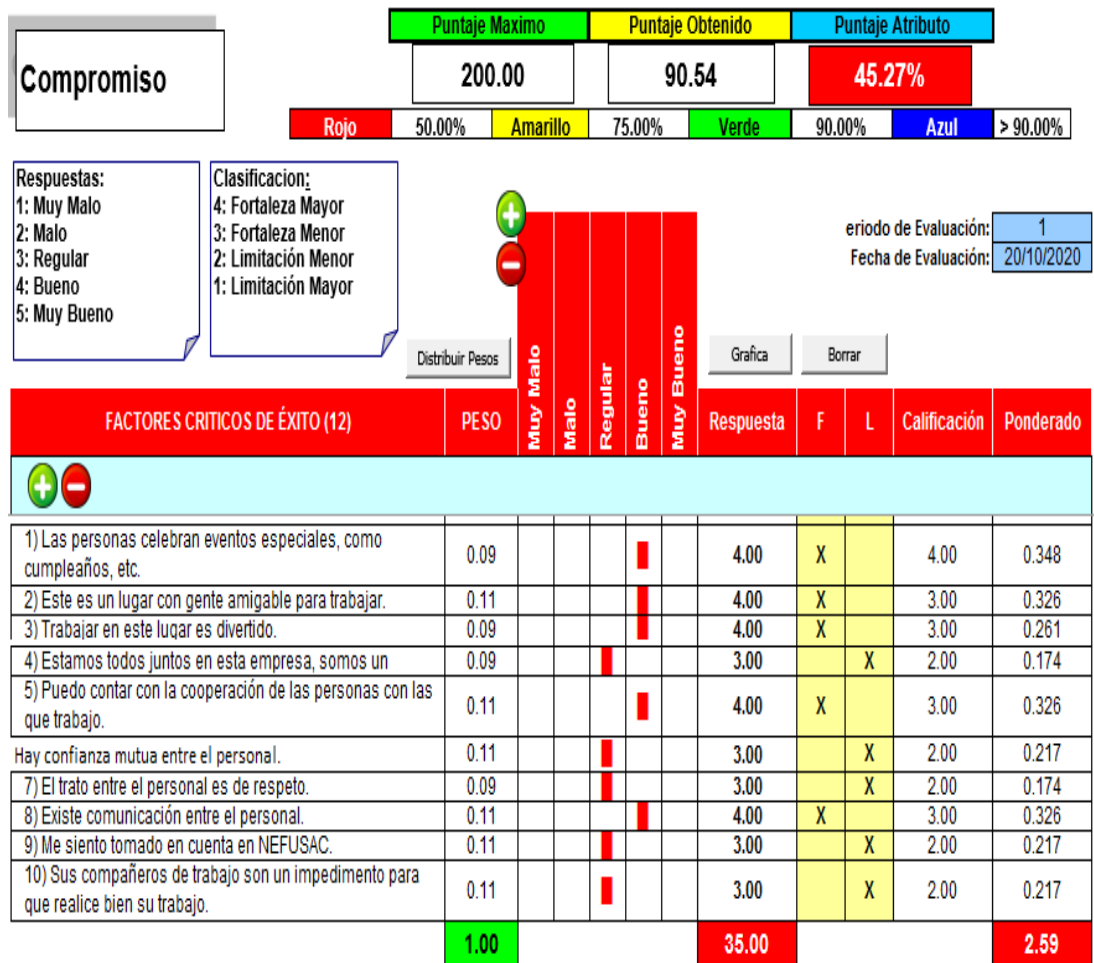 Compromiso
Puntaje Maximo Puntaje Obtenido Puntaje Atributo
200.00 90.54 45.27%
Rojo 50.00% Amarillo 75.00% Verde 90.00% Azul > 90.00%
Respuestas:
1: Muy Malo
2: Malo
3: Regular
4: Bueno
5: Muy Bueno
Clasificacion:
4: Fortaleza Mayor
3: Fortaleza Menor
2: Limitación Menor
1: Limitación Mayor
eriodo de Evaluación: 1
Fecha de Evaluación: 20/10/2020
Distribuir Pesos
Grafica Borrar
FACTORES CRITICOS DE ÉXITO (12) PESO Muy Malo Malo Regular Bueno Muy Bueno Respuesta F L Calificación Ponderado
1) Las personas celebran eventos especiales, como
cumpleaños, etc. 0.09 4.00 X 4.00 0.348
2) Este es un lugar con gente amigable para trabajar. 0.11 4.00 X 3.00 0.326
3) Trabajar en este lugar es divertido. 0.09 4.00 X 3.00 0.261
4) Estamos todos juntos en esta empresa, somos un 0.09 3.00 X 2.00 0.174
5) Puedo contar con la cooperación de las personas con las
que trabajo. 0.11 4.00 X 3.00 0.326
Hay confianza mutua entre el personal. 0.11 3.00 X 2.00 0.217
7) El trato entre el personal es de respeto. 0.09 3.00 X 2.00 0.174
8) Existe comunicación entre el personal. 0.11 4.00 X 3.00 0.326
9) Me siento tomado en cuenta en NEFUSAC. 0.11 3.00 X 2.00 0.217
10) Sus compañeros de trabajo son un impedimento para
que realice bien su trabajo. 0.11 3.00 X 2.00 0.217
1.00 35.00 2.59